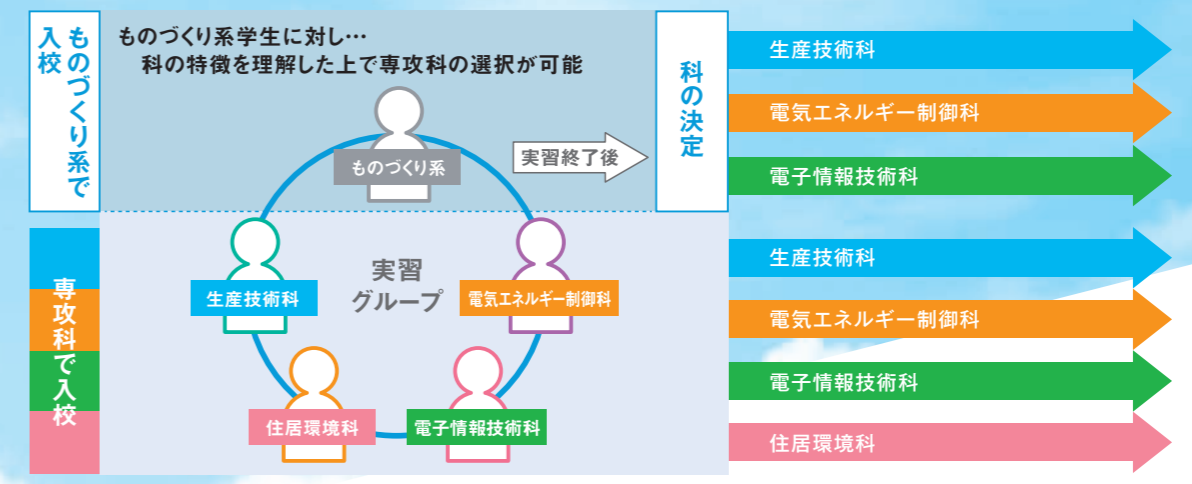 ものづくり系で
入校
ものづくり系学生に対し…
科の特徴を理解した上で専攻科の選択が可能
ものづくり系
実習終了後
科の決定
生産技術科
電気エネルギー制御科
電子情報技術科
専攻科で入校
実習
グループ
生産技術科
電気エネルギー制御科
住居環境科
電子情報技術科
生産技術科
電気エネルギー制御科
電子情報技術科
住居環境科